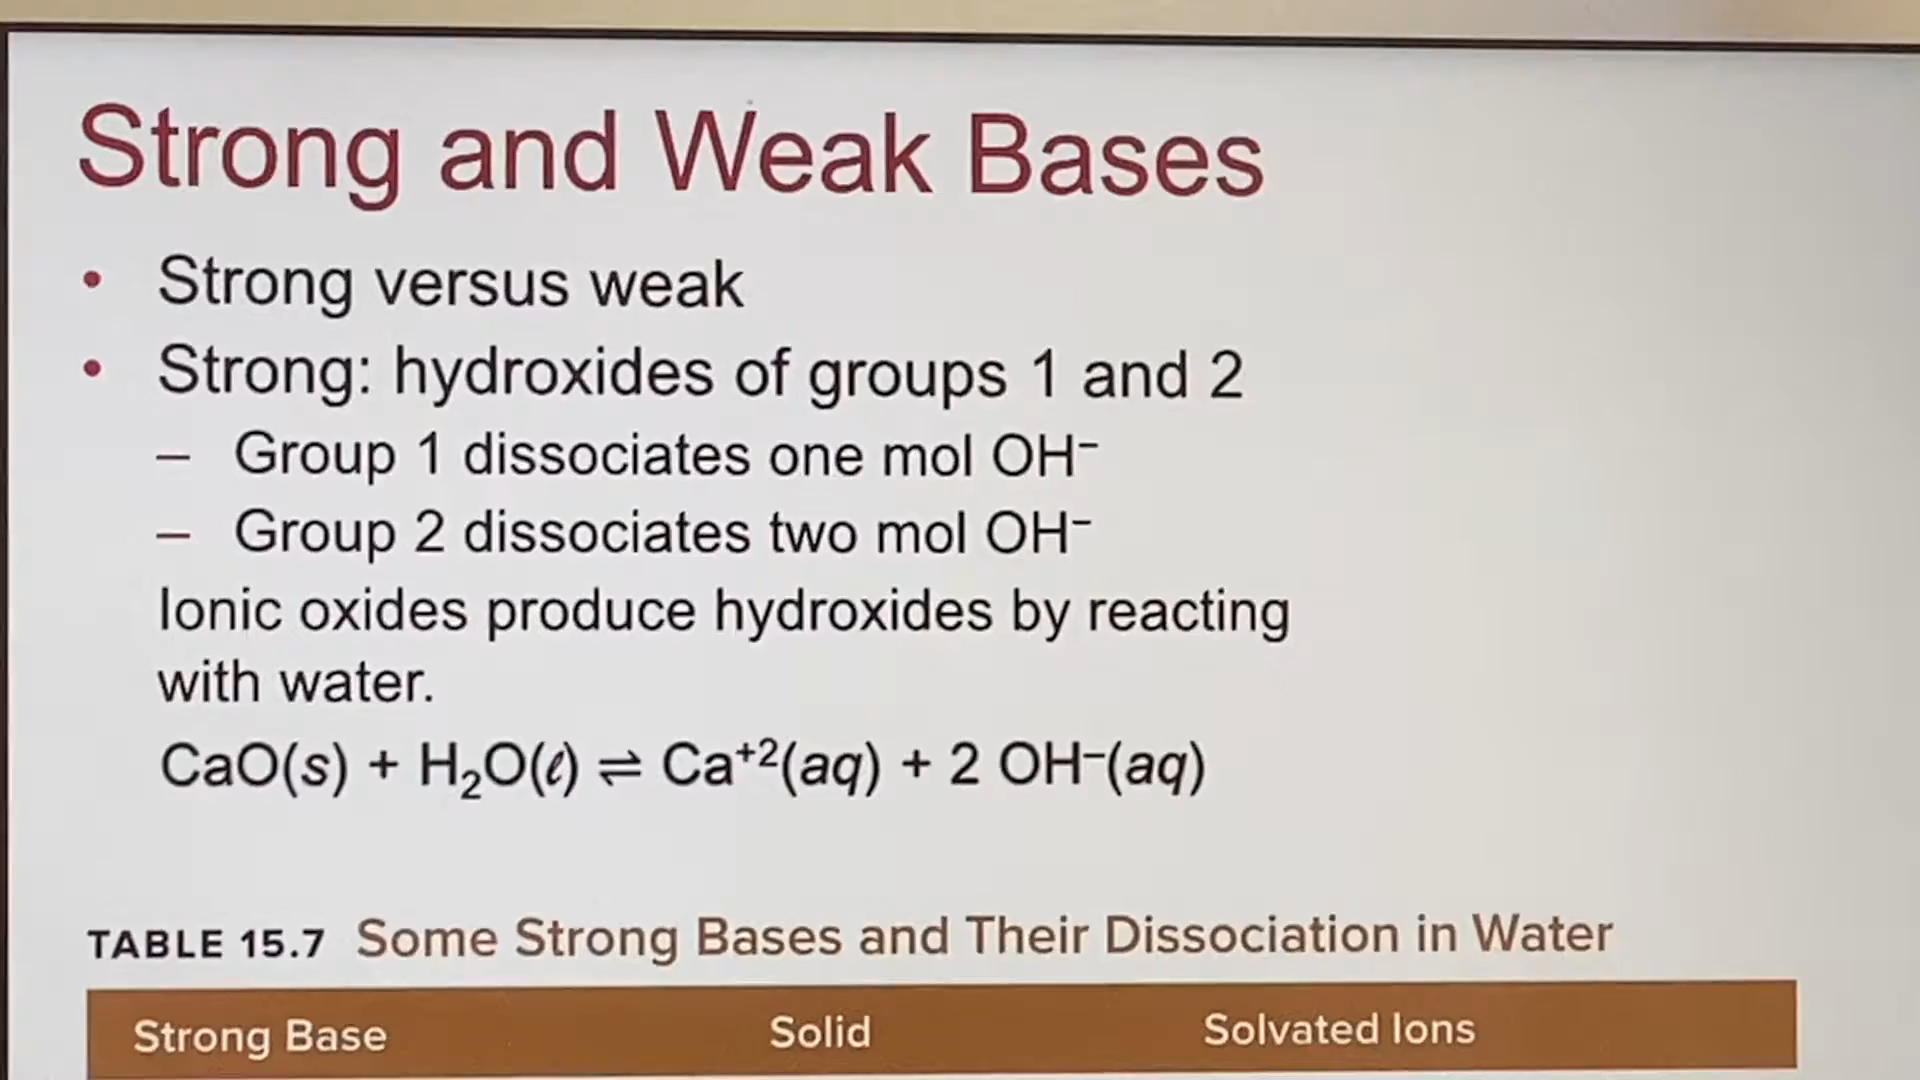 Strong and Weak Bases
• Strong versus weak
• Strong: hydroxides of groups 1 and 2
– Group 1 dissociates one mol OH⁻
– Group 2 dissociates two mol OH⁻
Ionic oxides produce hydroxides by reacting
with water.
CaO(s) + H₂O(ℓ) ⇌ Ca⁺²(aq) + 2 OH⁻(aq)
TABLE 15.7 Some Strong Bases and Their Dissociation in Water
Strong Base Solid Solvated Ions